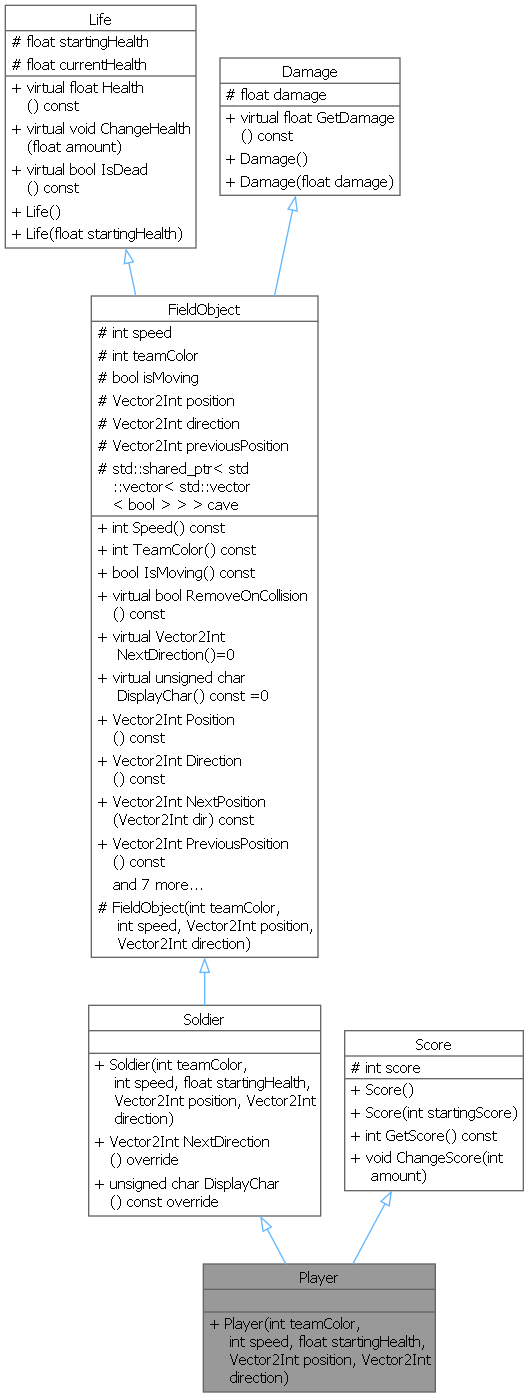 Life
# float startingHealth
# float currentHealth
+ virtual float Health
() const
+ virtual void ChangeHealth
(float amount)
+ virtual bool IsDead
() const
+ Life()
+ Life(float startingHealth)
Damage
# float damage
+ virtual float GetDamage
() const
+ Damage()
+ Damage(float damage)
FieldObject
# int speed
# int teamColor
# bool isMoving
# Vector2Int position
# Vector2Int direction
# Vector2Int previousPosition
# std::shared_ptr< std
::vector< std::vector
< bool > > > cave
+ int Speed() const
+ int TeamColor() const
+ bool IsMoving() const
+ virtual bool RemoveOnCollision
() const
+ virtual Vector2Int
NextDirection()=0
+ virtual unsigned char
DisplayChar() const =0
+ Vector2Int Position
() const
+ Vector2Int Direction
() const
+ Vector2Int NextPosition
(Vector2Int dir) const
+ Vector2Int PreviousPosition
() const
and 7 more...
# FieldObject(int teamColor,
int speed, Vector2Int position,
Vector2Int direction)
Soldier
+ Soldier(int teamColor,
int speed, float startingHealth,
Vector2Int position, Vector2Int
direction)
+ Vector2Int NextDirection
() override
+ unsigned char DisplayChar
() const override
Score
# int score
+ Score()
+ Score(int startingScore)
+ int GetScore() const
+ void ChangeScore(int
amount)
Player
+ Player(int teamColor,
int speed, float startingHealth,
Vector2Int position, Vector2Int
direction)